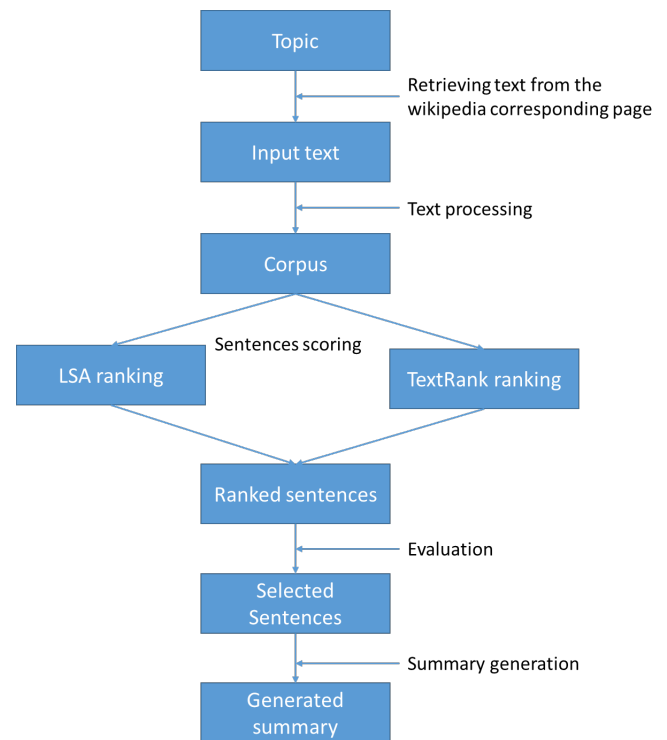 Topic
Retrieving text from the
wikipedia corresponding page
Input text
Text processing
Corpus
Sentences scoring
LSA ranking
TextRank ranking
Ranked sentences
Evaluation
Selected
Sentences
Summary generation
Generated
summary